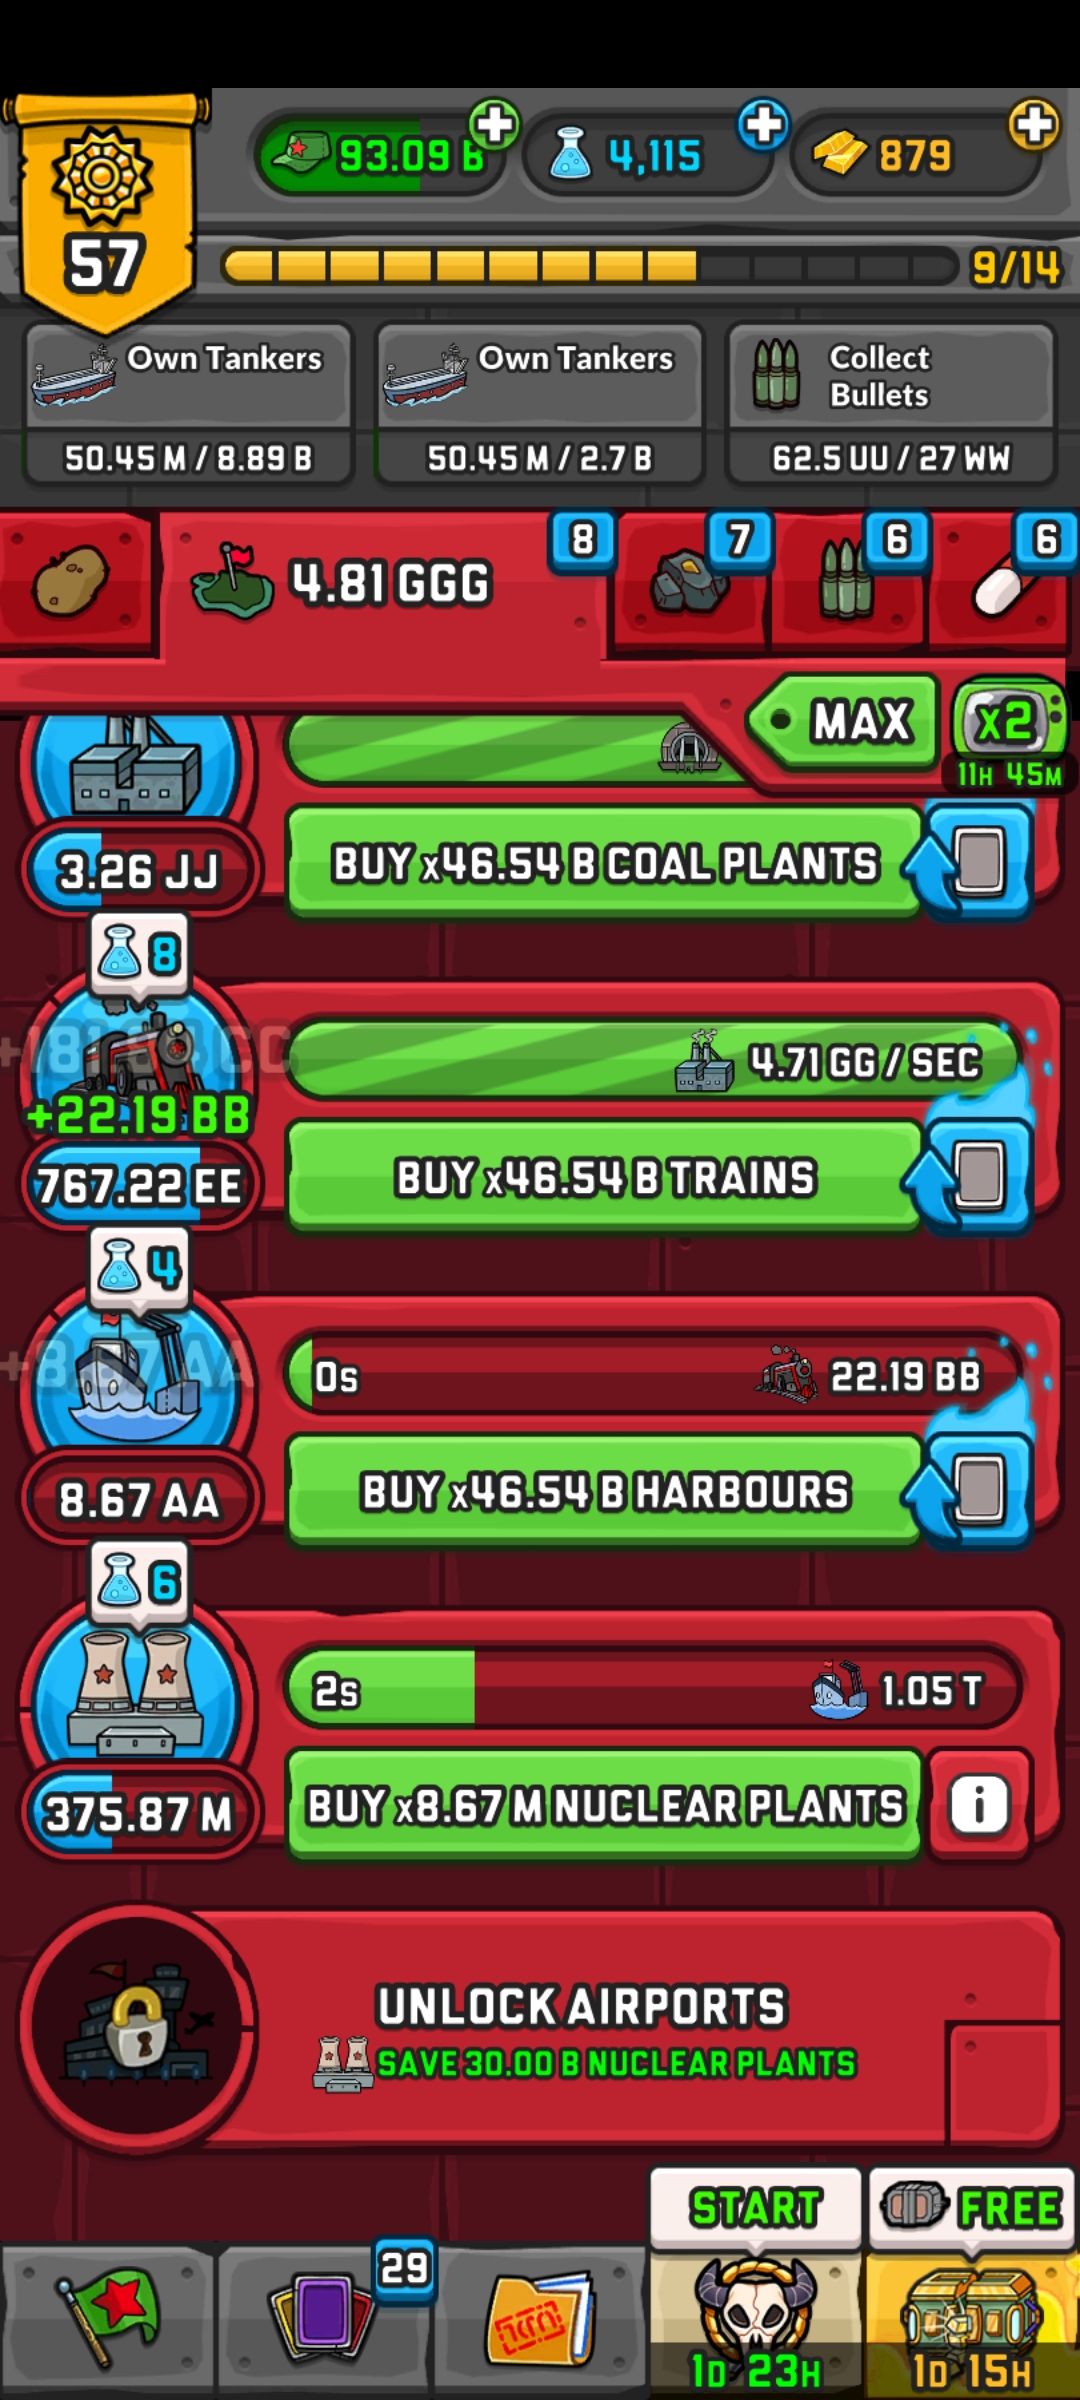 93.09 B
4,115
879
57
9/14
Own Tankers
50.45 M / 8.89 B
Own Tankers
50.45 M / 2.7 B
Collect
Bullets
62.5 UU / 27 WW
4.81 GGG
8
7
6
6
MAX
x2
11H 45M
3.26 JJ
BUY x46.54 B COAL PLANTS
8
4.71 GG / SEC
+22.19 BB
767.22 EE
BUY x46.54 B TRAINS
4
0s
22.19 BB
8.67 AA
BUY x46.54 B HARBOURS
6
2s
1.05 T
375.87 M
BUY x8.67 M NUCLEAR PLANTS
i
UNLOCK AIRPORTS
SAVE 30.00 B NUCLEAR PLANTS
START
FREE
29
1D 23H
1D 15H